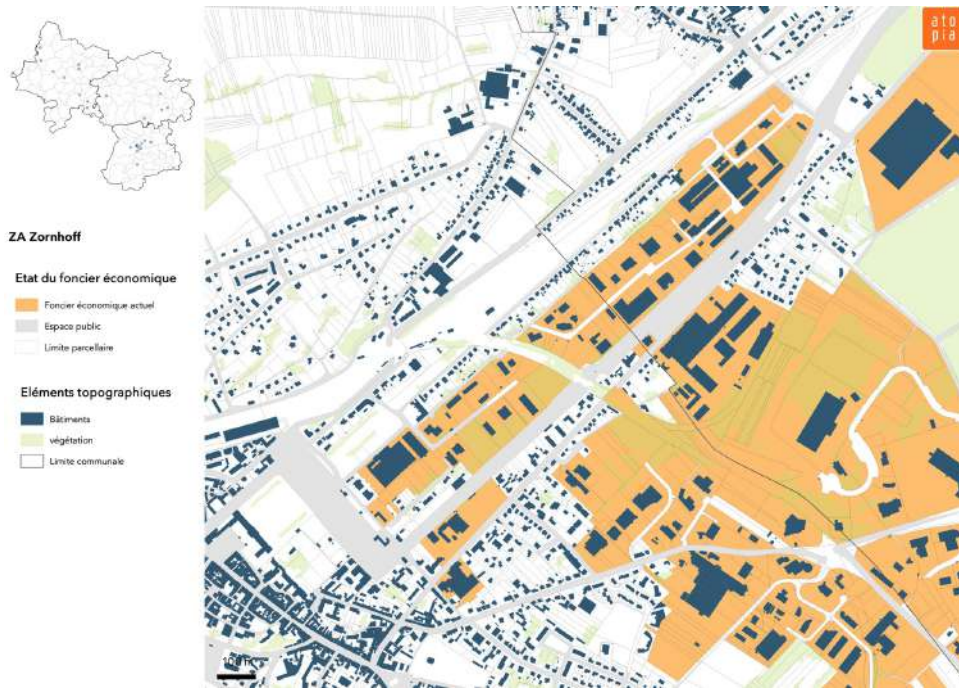 ato
pia
ZA Zornhoff
Etat du foncier économique
Foncier économique actuel
Espace public
Limite parcellaire
Eléments topographiques
Bâtiments
végétation
Limite communale